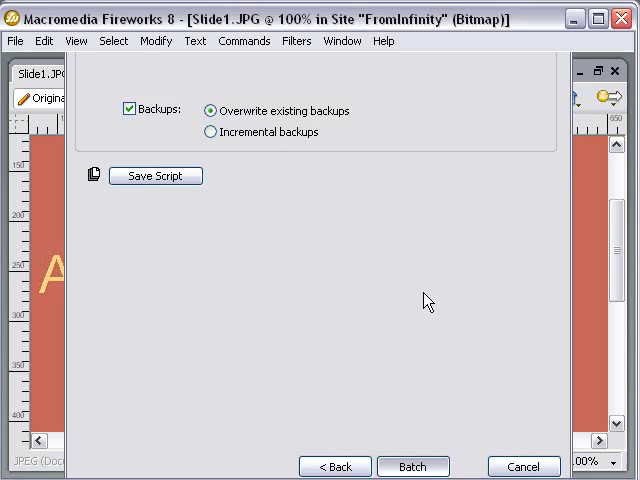 Macromedia Fireworks 8 - [Slide1.JPG @ 100% in Site "FromInfinity" (Bitmap)]
File Edit View Select Modify Text Commands Filters Window Help
Slide1.JP
Origina
650
150
200
250
300
350
400
A
Backups:
Overwrite existing backups
Incremental backups
Save Script
< Back
Batch
Cancel
JPEG (Doc
00%